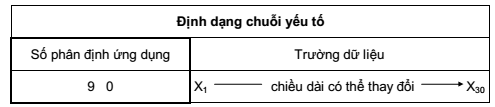 Định dạng chuỗi yếu tố
Số phân định ứng dụng Trường dữ liệu
9 0 X₁ chiều dài có thể thay đổi X₃₀